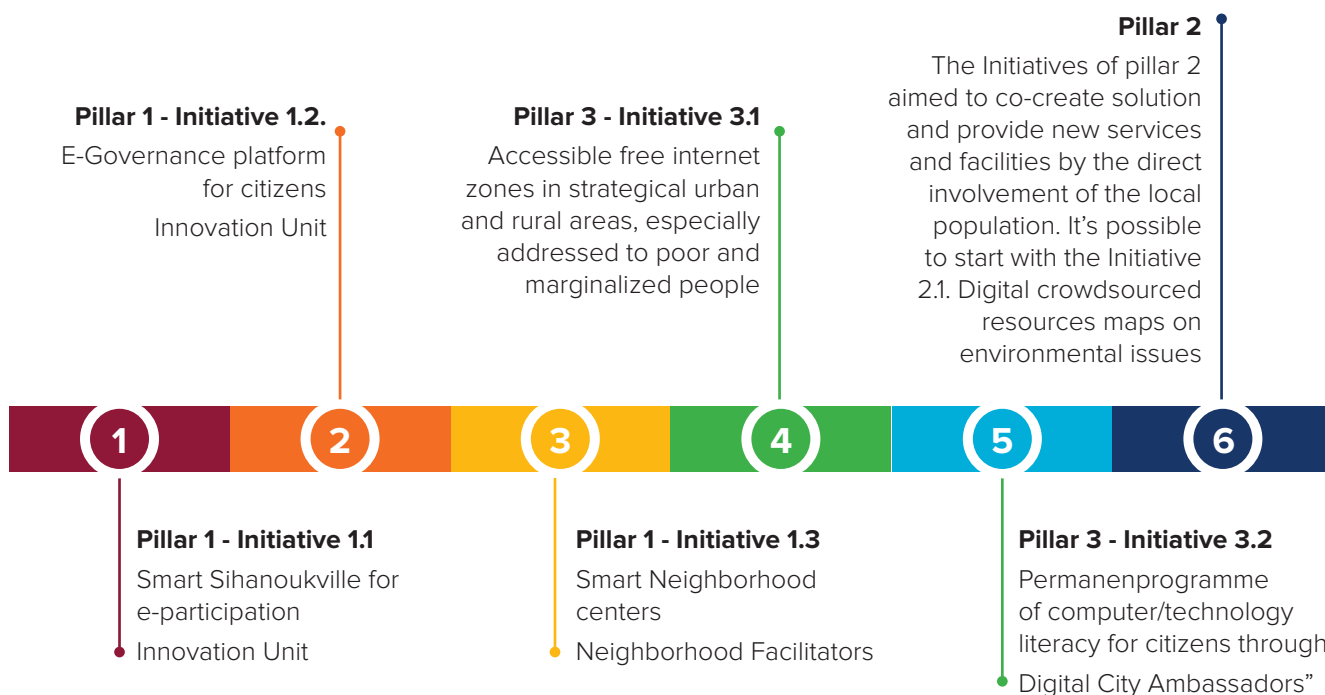 Pillar 2
The Initiatives of pillar 2
aimed to co-create solution
and provide new services
and facilities by the direct
involvement of the local
population. It’s possible
to start with the Initiative
2.1. Digital crowdsourced
resources maps on
environmental issues
Pillar 1 - Initiative 1.2.
E-Governance platform
for citizens
Innovation Unit
Pillar 3 - Initiative 3.1
Accessible free internet
zones in strategical urban
and rural areas, especially
addressed to poor and
marginalized people
1
2
3
4
5
6
Pillar 1 - Initiative 1.1
Smart Sihanoukville for
e-participation
Innovation Unit
Pillar 1 - Initiative 1.3
Smart Neighborhood
centers
Neighborhood Facilitators
Pillar 3 - Initiative 3.2
Permanenprogramme
of computer/technology
literacy for citizens through
Digital City Ambassadors”